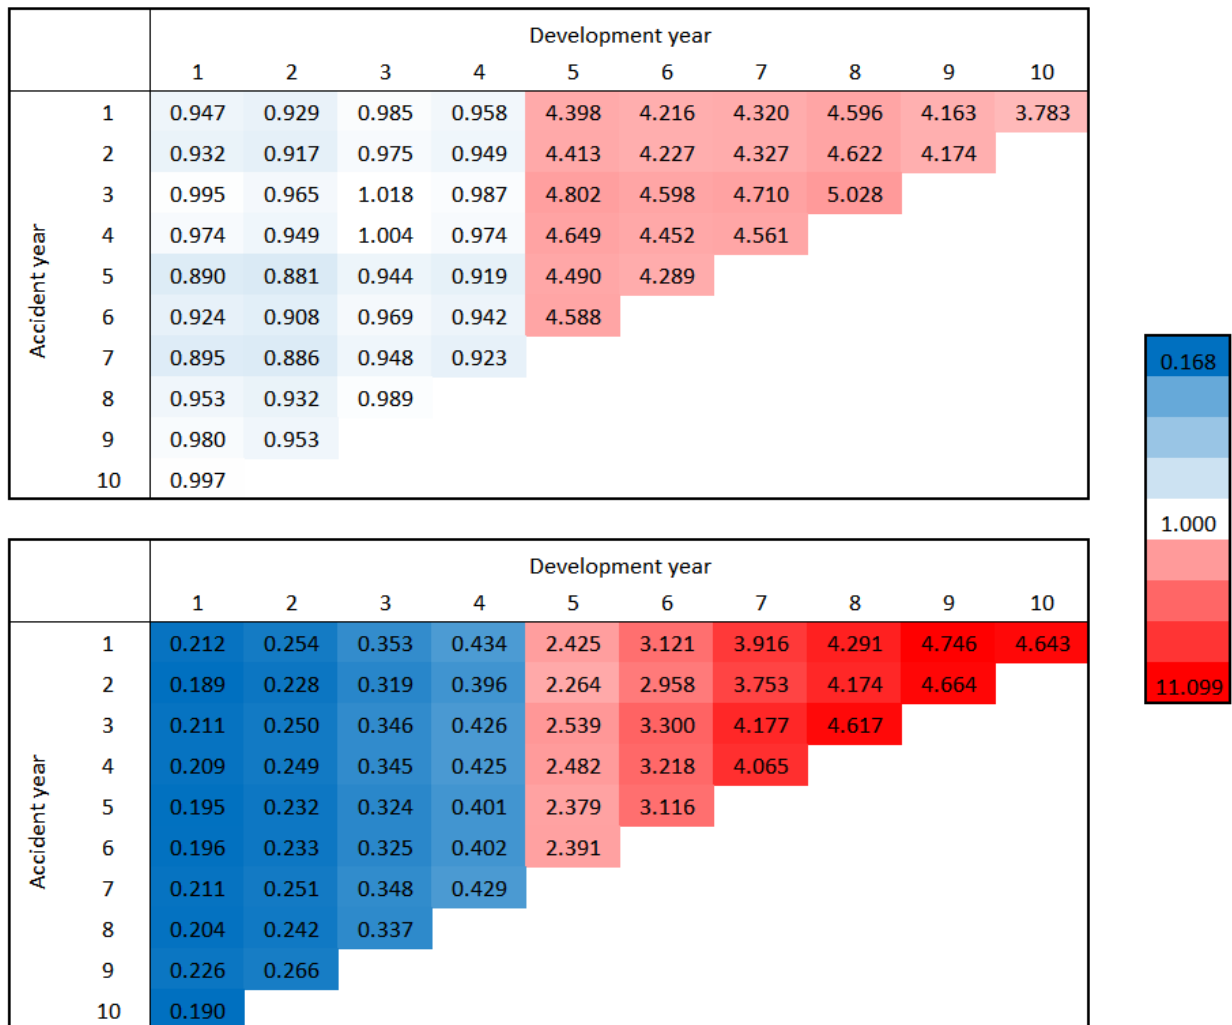 Development year
1 2 3 4 5 6 7 8 9 10
Accident year
1 0.947 0.929 0.985 0.958 4.398 4.216 4.320 4.596 4.163 3.783
2 0.932 0.917 0.975 0.949 4.413 4.227 4.327 4.622 4.174
3 0.995 0.965 1.018 0.987 4.802 4.598 4.710 5.028
4 0.974 0.949 1.004 0.974 4.649 4.452 4.561
5 0.890 0.881 0.944 0.919 4.490 4.289
6 0.924 0.908 0.969 0.942 4.588
7 0.895 0.886 0.948 0.923
8 0.953 0.932 0.989
9 0.980 0.953
10 0.997
Development year
1 2 3 4 5 6 7 8 9 10
Accident year
1 0.212 0.254 0.353 0.434 2.425 3.121 3.916 4.291 4.746 4.643
2 0.189 0.228 0.319 0.396 2.264 2.958 3.753 4.174 4.664
3 0.211 0.250 0.346 0.426 2.539 3.300 4.177 4.617
4 0.209 0.249 0.345 0.425 2.482 3.218 4.065
5 0.195 0.232 0.324 0.401 2.379 3.116
6 0.196 0.233 0.325 0.402 2.391
7 0.211 0.251 0.348 0.429
8 0.204 0.242 0.337
9 0.226 0.266
10 0.190
0.168
1.000
11.099